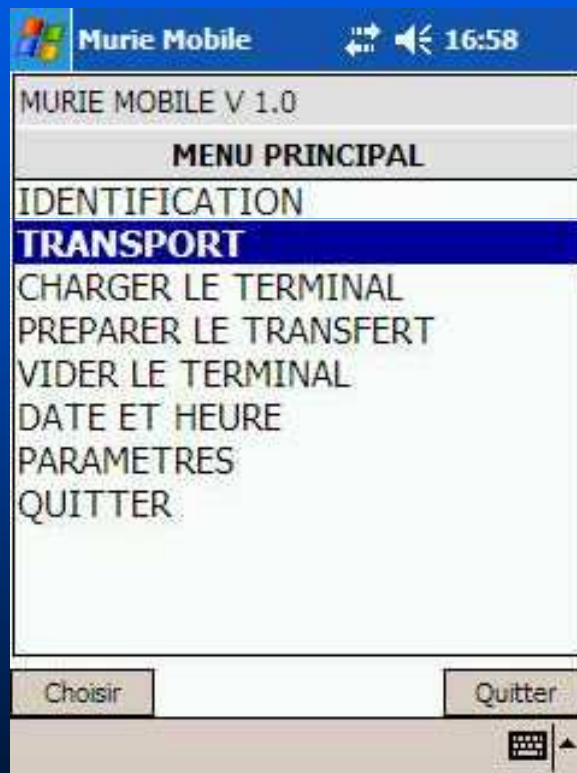 Murie Mobile 16:58
MURIE MOBILE V 1.0
MENU PRINCIPAL
IDENTIFICATION
TRANSPORT
CHARGER LE TERMINAL
PREPARER LE TRANSFERT
VIDER LE TERMINAL
DATE ET HEURE
PARAMETRES
QUITTER
Choisir Quitter